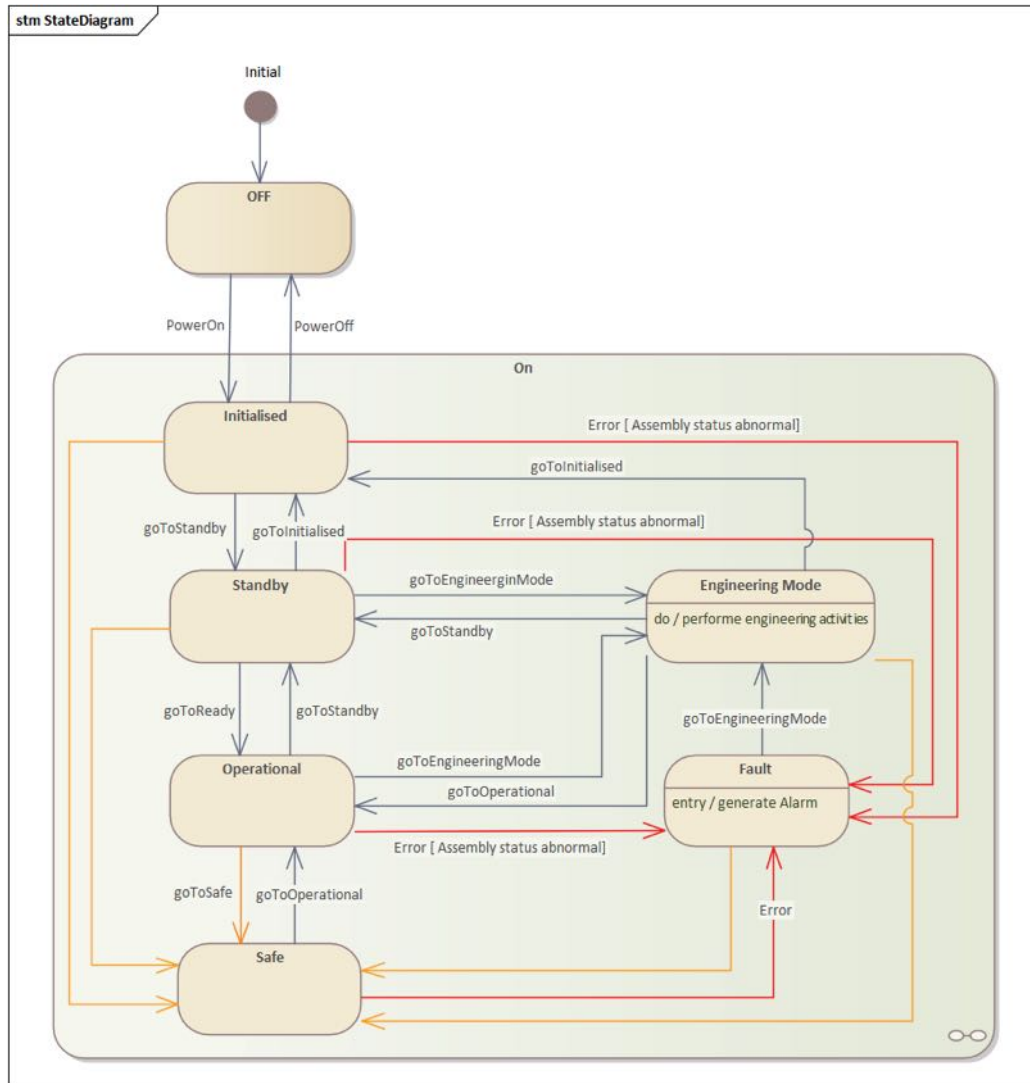 stm StateDiagram
Initial
OFF
PowerOn
PowerOff
On
Initialised
Error [ Assembly status abnormal]
goToInitialised
goToStandby
goToInitialised
Error [ Assembly status abnormal]
Standby
goToEngineerginMode
Engineering Mode
do / performe engineering activities
goToStandby
goToReady
goToStandby
goToEngineeringMode
Operational
goToEngineeringMode
goToOperational
Fault
entry / generate Alarm
Error [ Assembly status abnormal]
goToSafe
goToOperational
Error
Safe